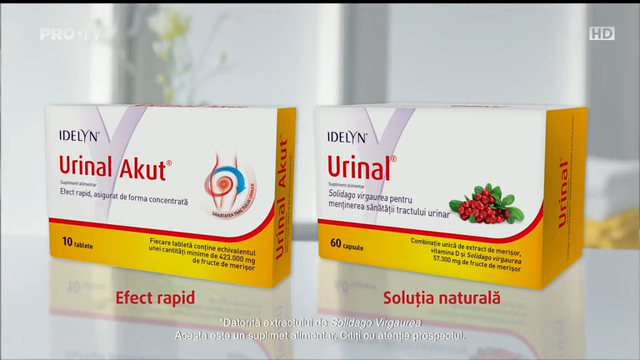 PRO•TV
HD
IDELYN®
Urinal Akut®
Supliment alimentar
Efect rapid, asigurat de forma concentrată
SĂNĂTATEA TRACTULUI URINAR
10 tablete
Fiecare tabletă conține echivalentul
unei cantități minime de 423.000 mg
de fructe de merișor
Urinal Akut®
IDELYN®
Urinal®
Supliment alimentar
Solidago virgaurea pentru
menținerea sănătății tractului urinar
60 capsule
Combinație unică de extract de merișor,
vitamina D și Solidago virgaurea
57.300 mg de fructe de merișor
Urinal®
Efect rapid
Soluția naturală
*Datorită extractului de Solidago Virgaurea
Acesta este un supliment alimentar. Citiți cu atenție prospectul.